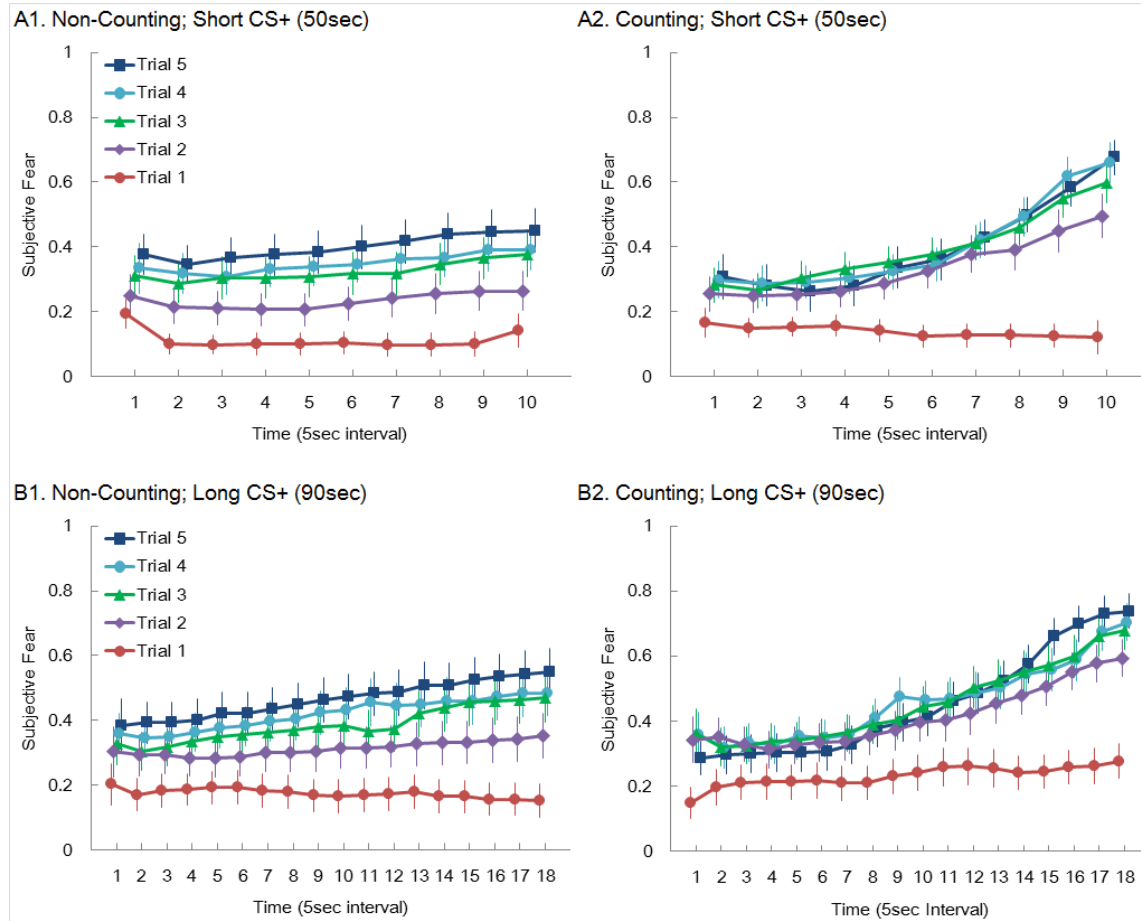 A1. Non-Counting; Short CS+ (50sec)
1
0.8
0.6
0.4
0.2
0
Subjective Fear
Trial 5
Trial 4
Trial 3
Trial 2
Trial 1
1 2 3 4 5 6 7 8 9 10
Time (5sec interval)
A2. Counting; Short CS+ (50sec)
1
0.8
0.6
0.4
0.2
0
Subjective Fear
1 2 3 4 5 6 7 8 9 10
Time (5sec interval)
B1. Non-Counting; Long CS+ (90sec)
1
0.8
0.6
0.4
0.2
0
Subjective Fear
Trial 5
Trial 4
Trial 3
Trial 2
Trial 1
1 2 3 4 5 6 7 8 9 10 11 12 13 14 15 16 17 18
Time (5sec interval)
B2. Counting; Long CS+ (90sec)
1
0.8
0.6
0.4
0.2
0
Subjective Fear
1 2 3 4 5 6 7 8 9 10 11 12 13 14 15 16 17 18
Time (5sec Interval)